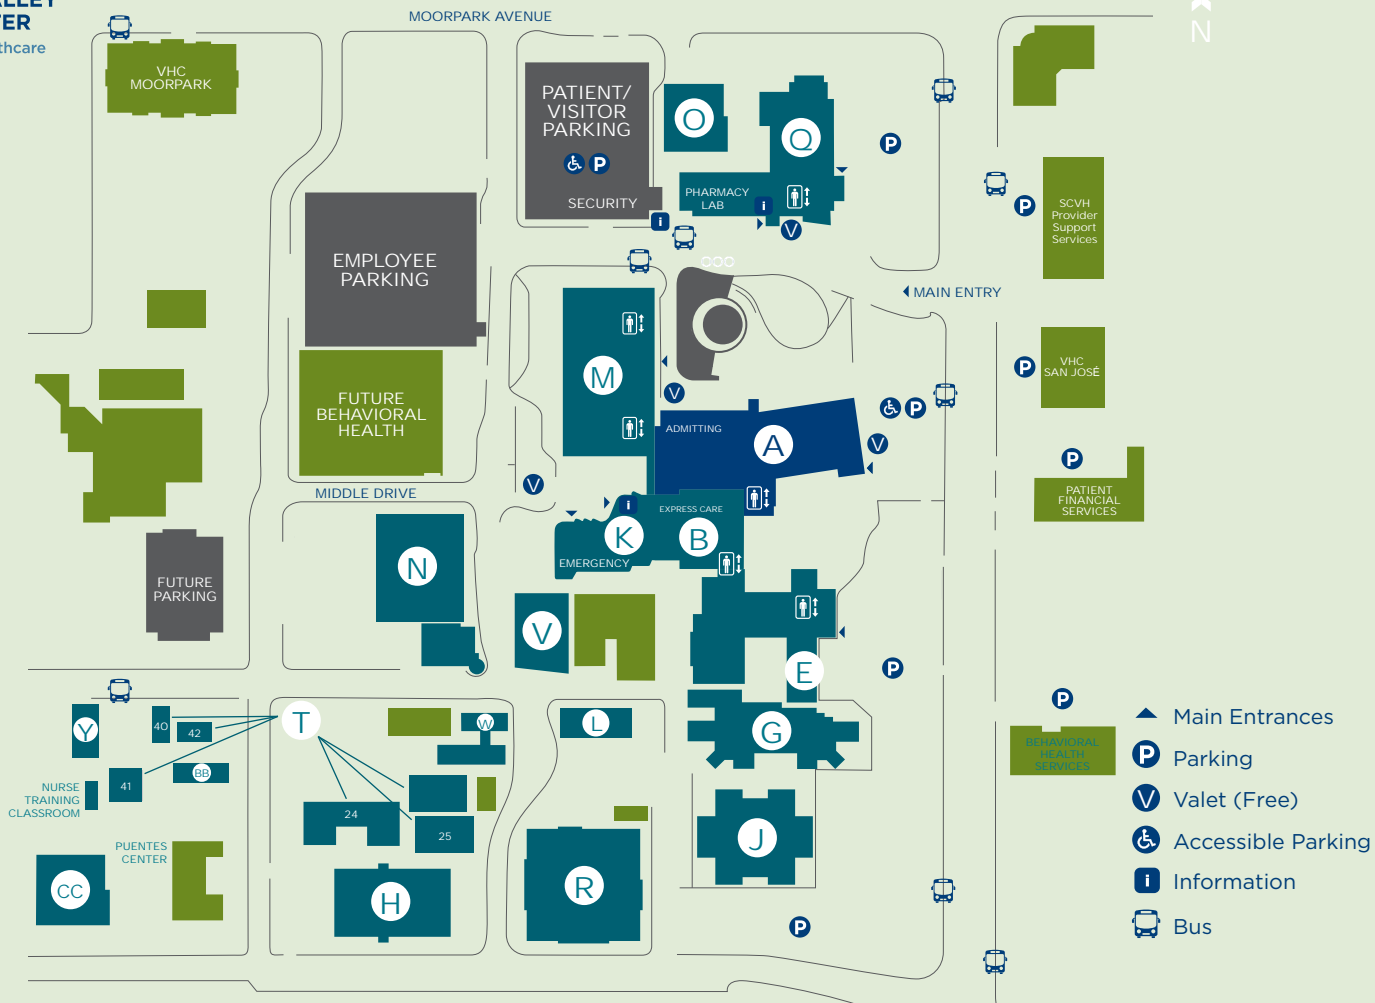 MOORPARK AVENUE
N
VHC
MOORPARK
PATIENT/
VISITOR
PARKING
P
SECURITY
i
O
Q
PHARMACY
LAB
i
V
P
P
SCVH
Provider
Support
Services
EMPLOYEE
PARKING
MAIN ENTRY
M
V
P
VHC
SAN JOSÉ
FUTURE
BEHAVIORAL
HEALTH
ADMITTING
A
P
V
P
PATIENT
FINANCIAL
SERVICES
MIDDLE DRIVE
V
i
EXPRESS CARE
K
B
EMERGENCY
N
FUTURE
PARKING
V
E
P
P
Y
40
42
T
W
L
G
BEHAVIORAL
HEALTH
SERVICES
41
BB
NURSE
TRAINING
CLASSROOM
24
25
J
PUENTES
CENTER
CC
H
R
P
Main Entrances
P
Parking
V
Valet (Free)
Accessible Parking
i
Information
Bus